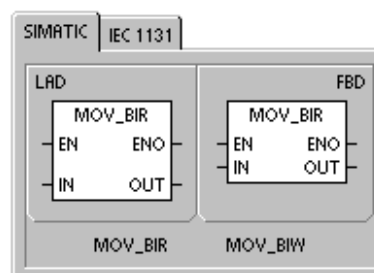 SIMATIC IEC 1131
LAD FBD
MOV_BIR MOV_BIR
EN ENO EN ENO
IN OUT IN OUT
MOV_BIR MOV_BIW